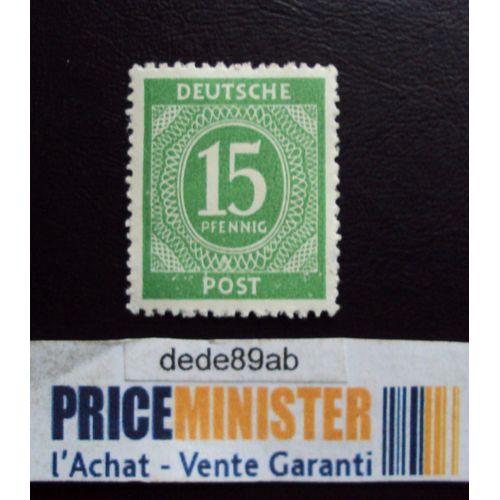 DEUTSCHE
15
PFENNIG
POST
dede89ab
PRICEMINISTER
l'Achat - Vente Garanti